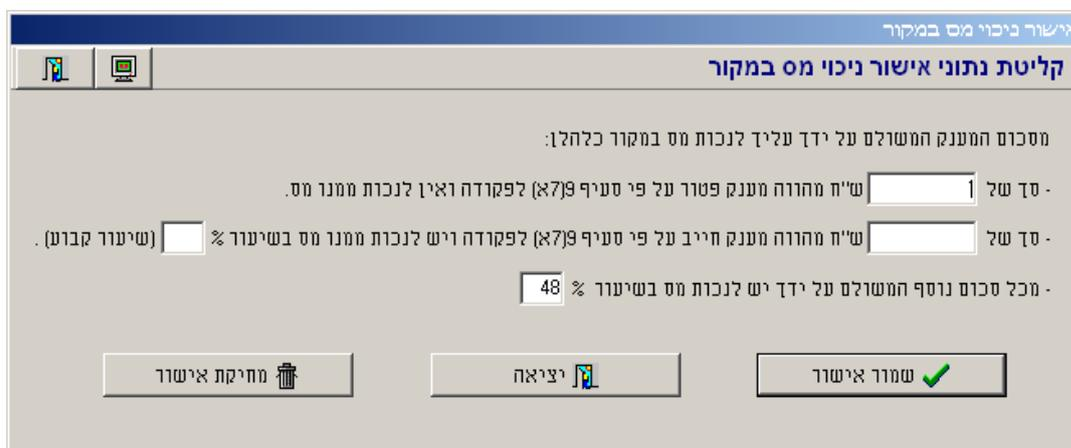 אישור ניכוי מס במקור
קליטת נתוני אישור ניכוי מס במקור
מסכום המענק המשולם על ידך עליך לנכות מס במקור כלהלן:
- סך של 1 ש"ח מהווה מענק פטור על פי סעיף 9(7א) לפקודה ואין לנכות ממנו מס.
- סך של ש"ח מהווה מענק חייב על פי סעיף 9(7א) לפקודה ויש לנכות ממנו מס בשיעור % (שיעור קבוע) .
- מכל סכום נוסף המשולם על ידך יש לנכות מס בשיעור % 48
שמור אישור
יציאה
מחיקת אישור